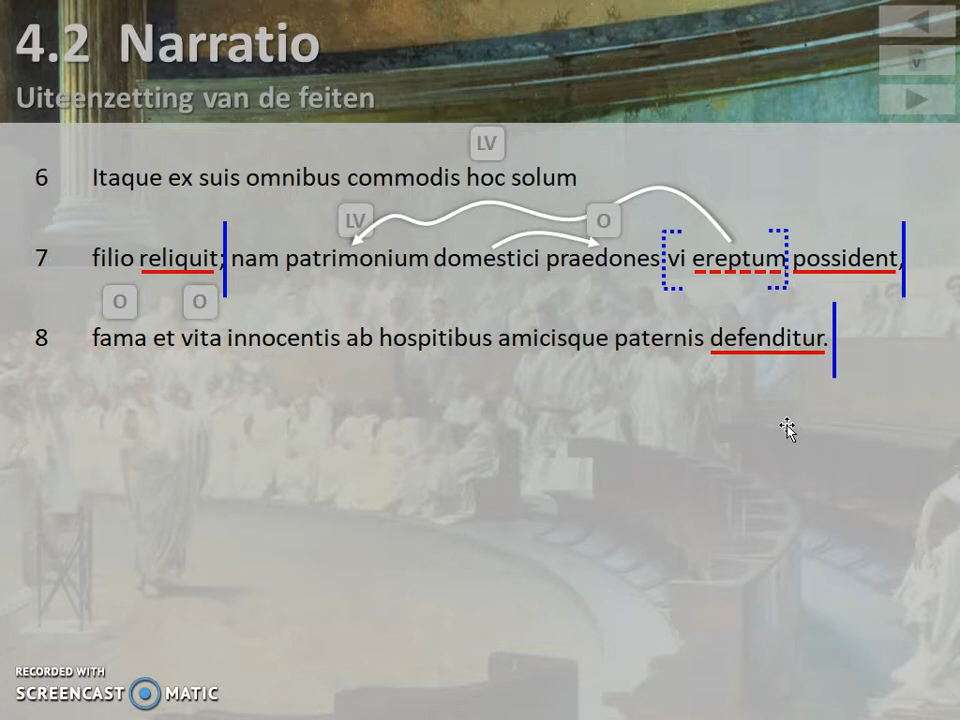 4.2 Narratio
Uiteenzetting van de feiten
v
LV
6 Itaque ex suis omnibus commodis hoc solum
LV O
7 filio reliquit; nam patrimonium domestici praedones vi ereptum possident,
O O
8 fama et vita innocentis ab hospitibus amicisque paternis defenditur.
RECORDED WITH
SCREENCAST MATIC